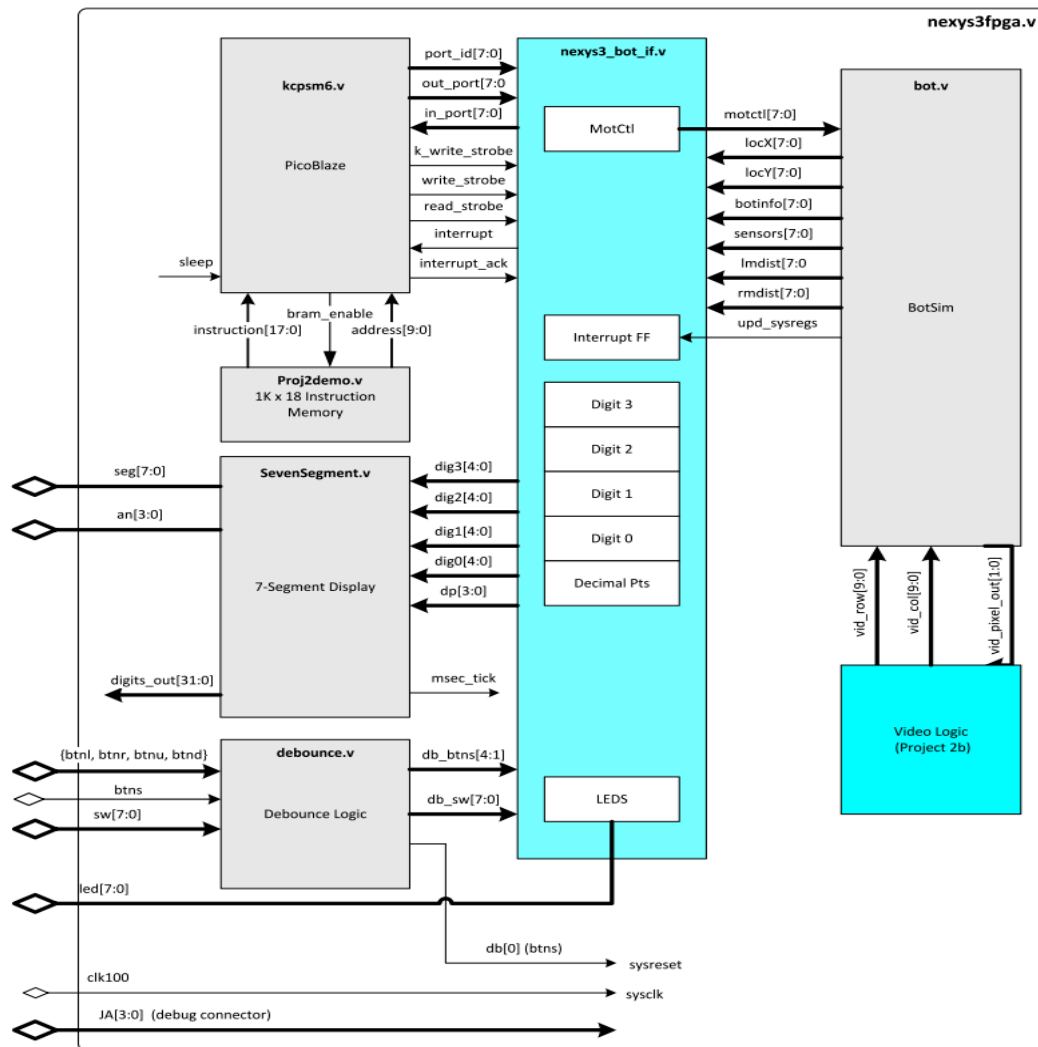 nexys3fpga.v
kcpsm6.v
PicoBlaze
port_id[7:0]
out_port[7:0
in_port[7:0]
k_write_strobe
write_strobe
read_strobe
interrupt
interrupt_ack
sleep
bram_enable
instruction[17:0]
address[9:0]
Proj2demo.v
1K x 18 Instruction
Memory
nexys3_bot_if.v
MotCtl
Interrupt FF
Digit 3
Digit 2
Digit 1
Digit 0
Decimal Pts
LEDS
bot.v
BotSim
motctl[7:0]
locX[7:0]
locY[7:0]
botinfo[7:0]
sensors[7:0]
lmdist[7:0
rmdist[7:0]
upd_sysregs
vid_row[9:0]
vid_col[9:0]
vid_pixel_out[1:0]
Video Logic
(Project 2b)
seg[7:0]
an[3:0]
SevenSegment.v
7-Segment Display
dig3[4:0]
dig2[4:0]
dig1[4:0]
dig0[4:0]
dp[3:0]
digits_out[31:0]
msec_tick
{btnl, btnr, btnu, btnd}
btns
sw[7:0]
debounce.v
Debounce Logic
db_btns[4:1]
db_sw[7:0]
led[7:0]
db[0] (btns)
sysreset
clk100
sysclk
JA[3:0] (debug connector)